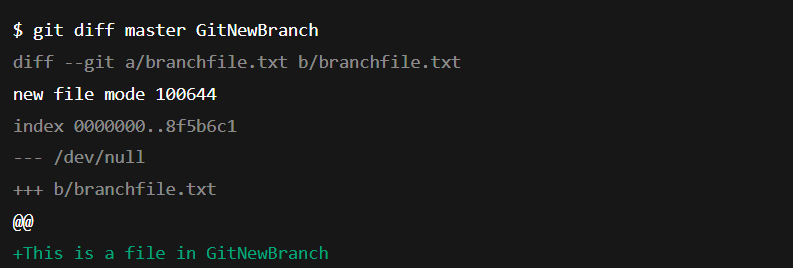 $ git diff master GitNewBranch
diff --git a/branchfile.txt b/branchfile.txt
new file mode 100644
index 0000000..8f5b6c1
--- /dev/null
+++ b/branchfile.txt
@@
+This is a file in GitNewBranch